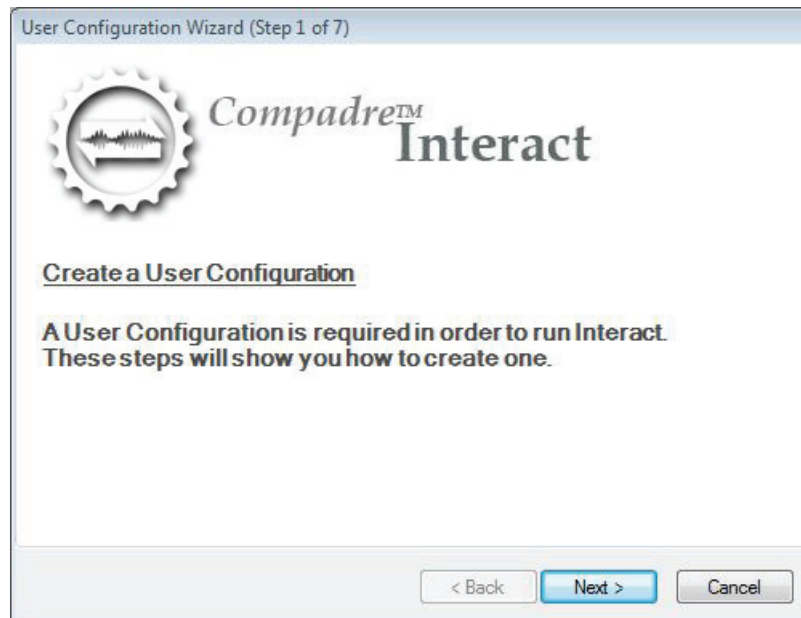 User Configuration Wizard (Step 1 of 7)
Compadre™
Interact
Create a User Configuration
A User Configuration is required in order to run Interact.
These steps will show you how to create one.
< Back Next > Cancel